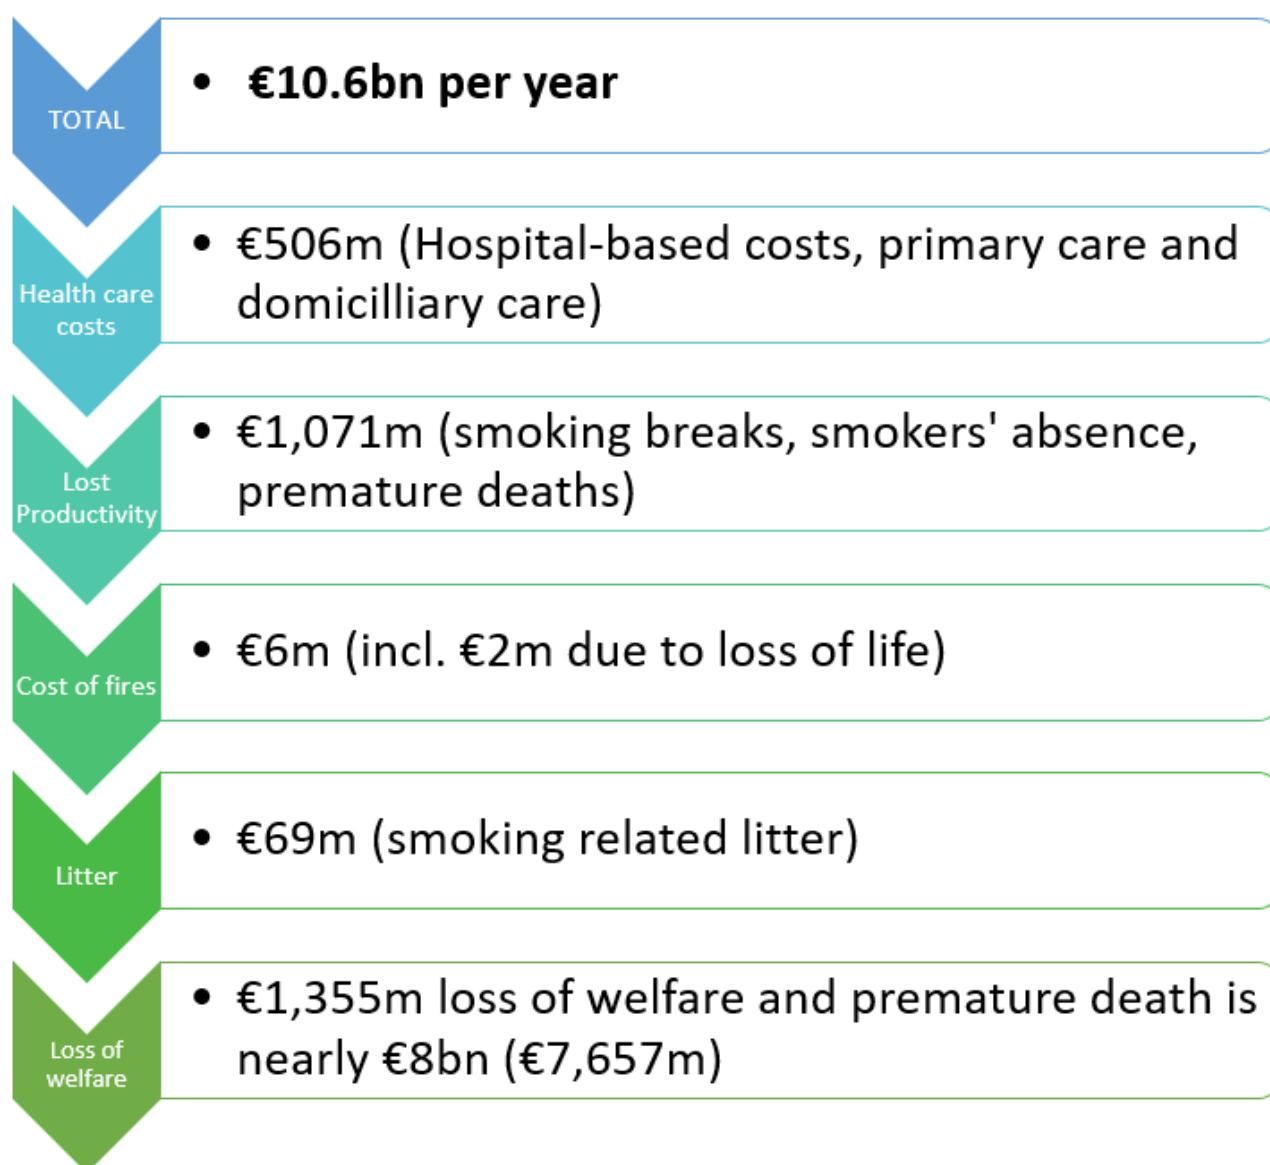 TOTAL
• €10.6bn per year
Health care
costs
• €506m (Hospital-based costs, primary care and
domicilliary care)
Lost
Productivity
• €1,071m (smoking breaks, smokers' absence,
premature deaths)
Cost of fires
• €6m (incl. €2m due to loss of life)
Litter
• €69m (smoking related litter)
Loss of
welfare
• €1,355m loss of welfare and premature death is
nearly €8bn (€7,657m)